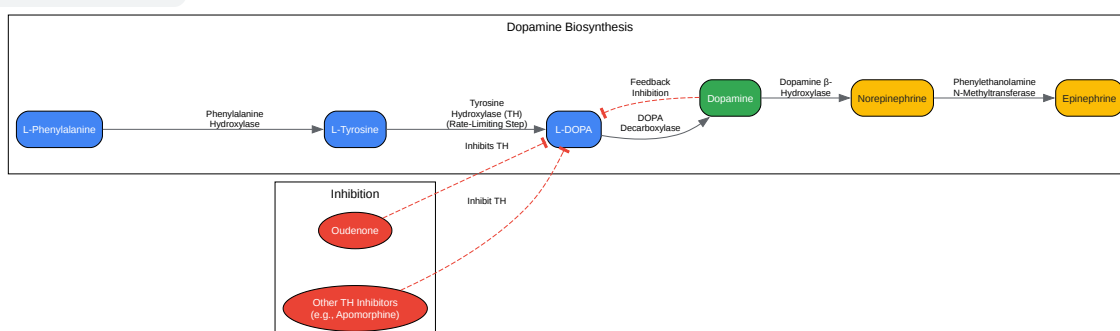 Dopamine Biosynthesis
L-Phenylalanine
Phenylalanine
Hydroxylase
L-Tyrosine
Tyrosine
Hydroxylase (TH)
(Rate-Limiting Step)
L-DOPA
Feedback
Inhibition
DOPA
Decarboxylase
Dopamine
Dopamine β-
Hydroxylase
Norepinephrine
Phenylethanolamine
N-Methyltransferase
Epinephrine
Inhibits TH
Inhibition
Oudenone
Inhibit TH
Other TH Inhibitors
(e.g., Apomorphine)